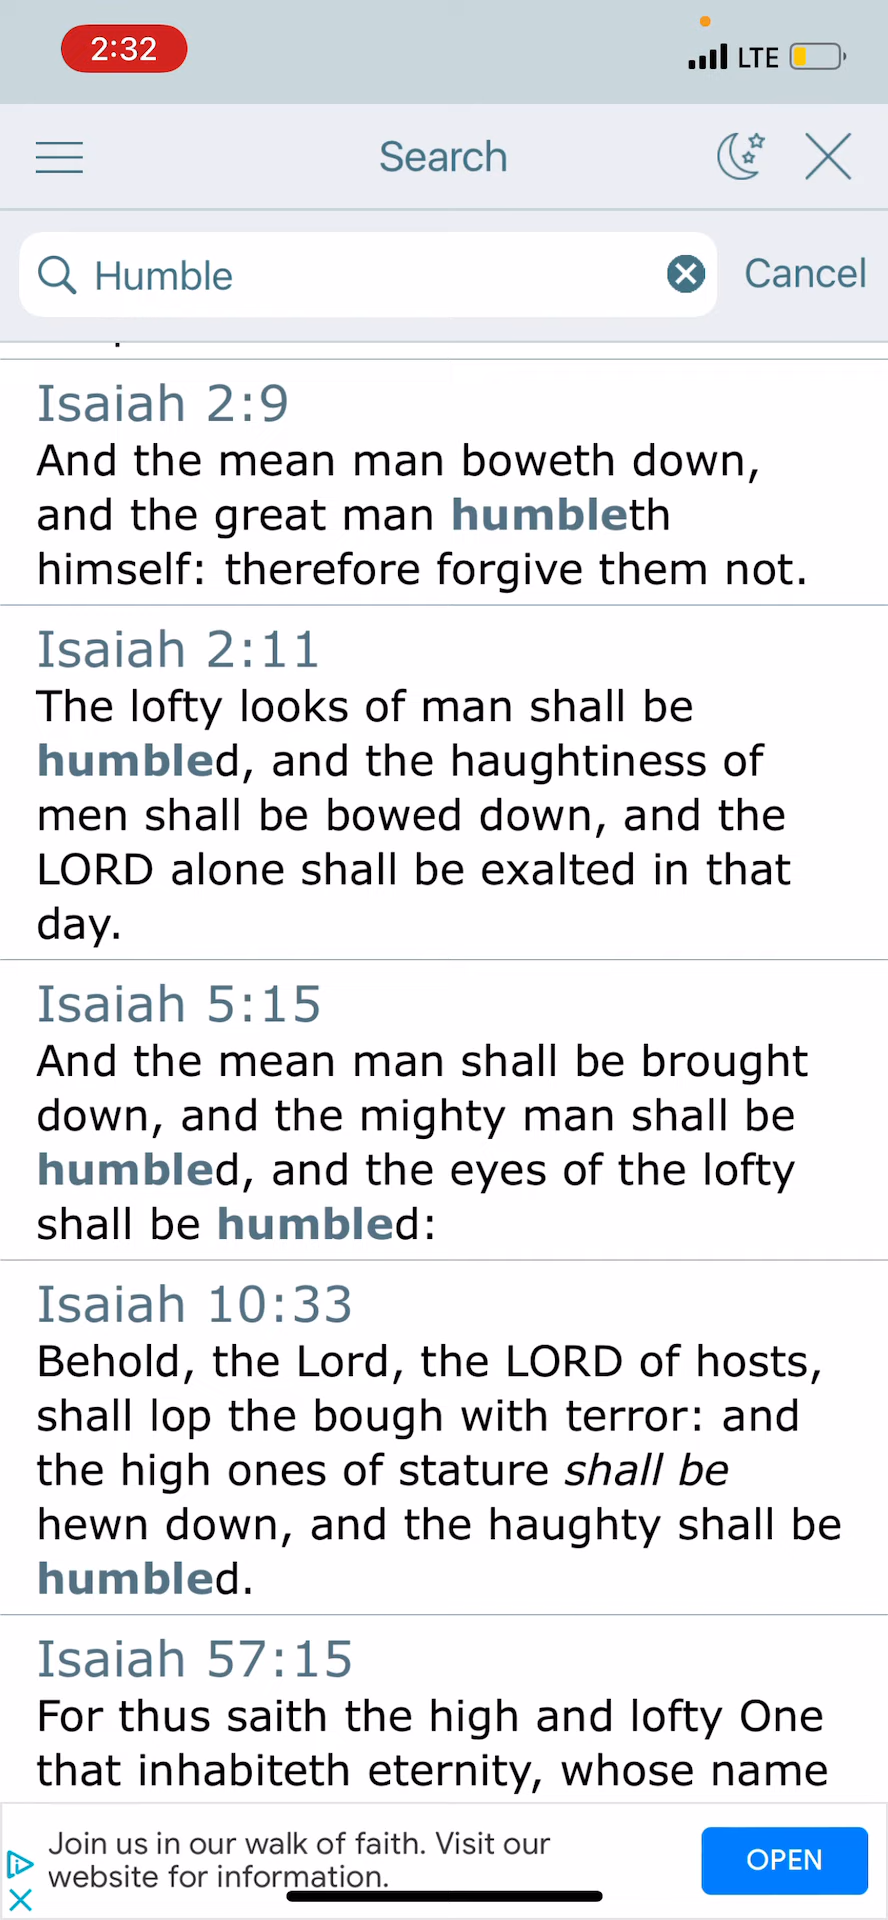 2:32
LTE
Search
Humble
Cancel
Isaiah 2:9
And the mean man boweth down,
and the great man humbleth
himself: therefore forgive them not.
Isaiah 2:11
The lofty looks of man shall be
humbled, and the haughtiness of
men shall be bowed down, and the
LORD alone shall be exalted in that
day.
Isaiah 5:15
And the mean man shall be brought
down, and the mighty man shall be
humbled, and the eyes of the lofty
shall be humbled:
Isaiah 10:33
Behold, the Lord, the LORD of hosts,
shall lop the bough with terror: and
the high ones of stature shall be
hewn down, and the haughty shall be
humbled.
Isaiah 57:15
For thus saith the high and lofty One
that inhabiteth eternity, whose name
Join us in our walk of faith. Visit our
website for information.
OPEN